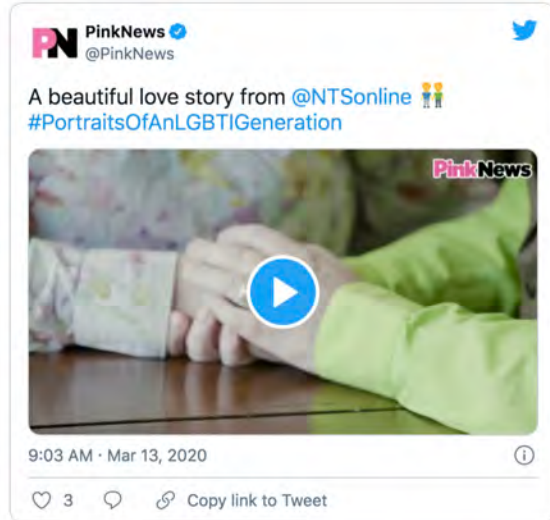 PN PinkNews
@PinkNews
A beautiful love story from @NTSonline
#PortraitsOfAnLGBTIGeneration
PinkNews
9:03 AM · Mar 13, 2020
3 Copy link to Tweet